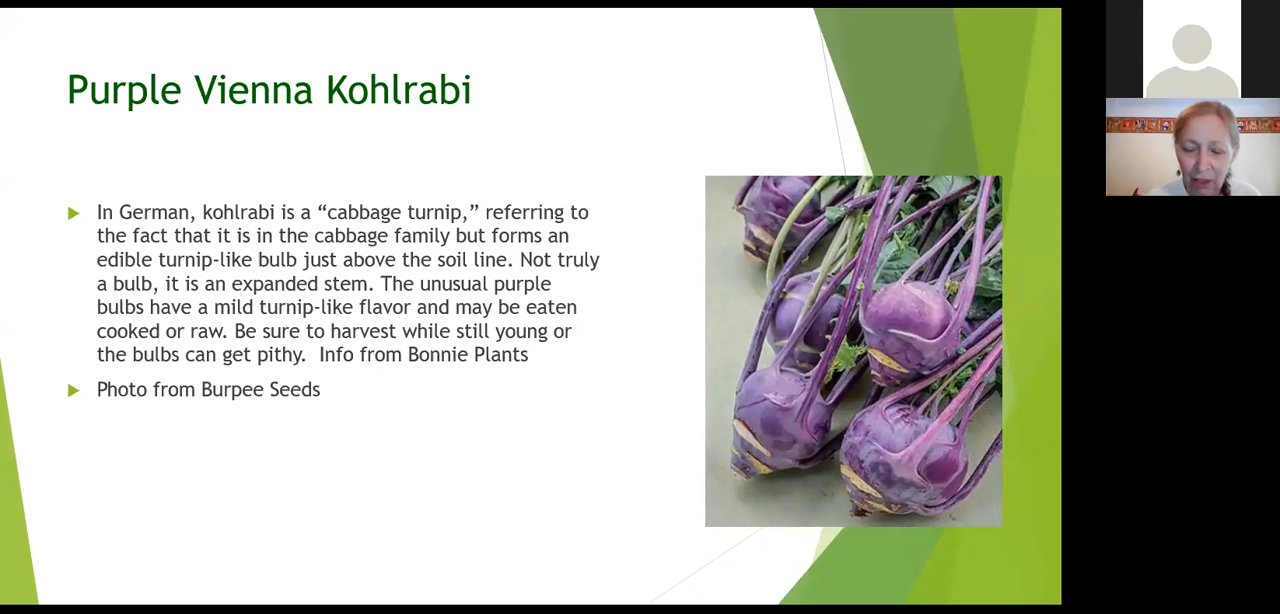 Purple Vienna Kohlrabi
In German, kohlrabi is a “cabbage turnip,” referring to
the fact that it is in the cabbage family but forms an
edible turnip-like bulb just above the soil line. Not truly
a bulb, it is an expanded stem. The unusual purple
bulbs have a mild turnip-like flavor and may be eaten
cooked or raw. Be sure to harvest while still young or
the bulbs can get pithy.  Info from Bonnie Plants
Photo from Burpee Seeds